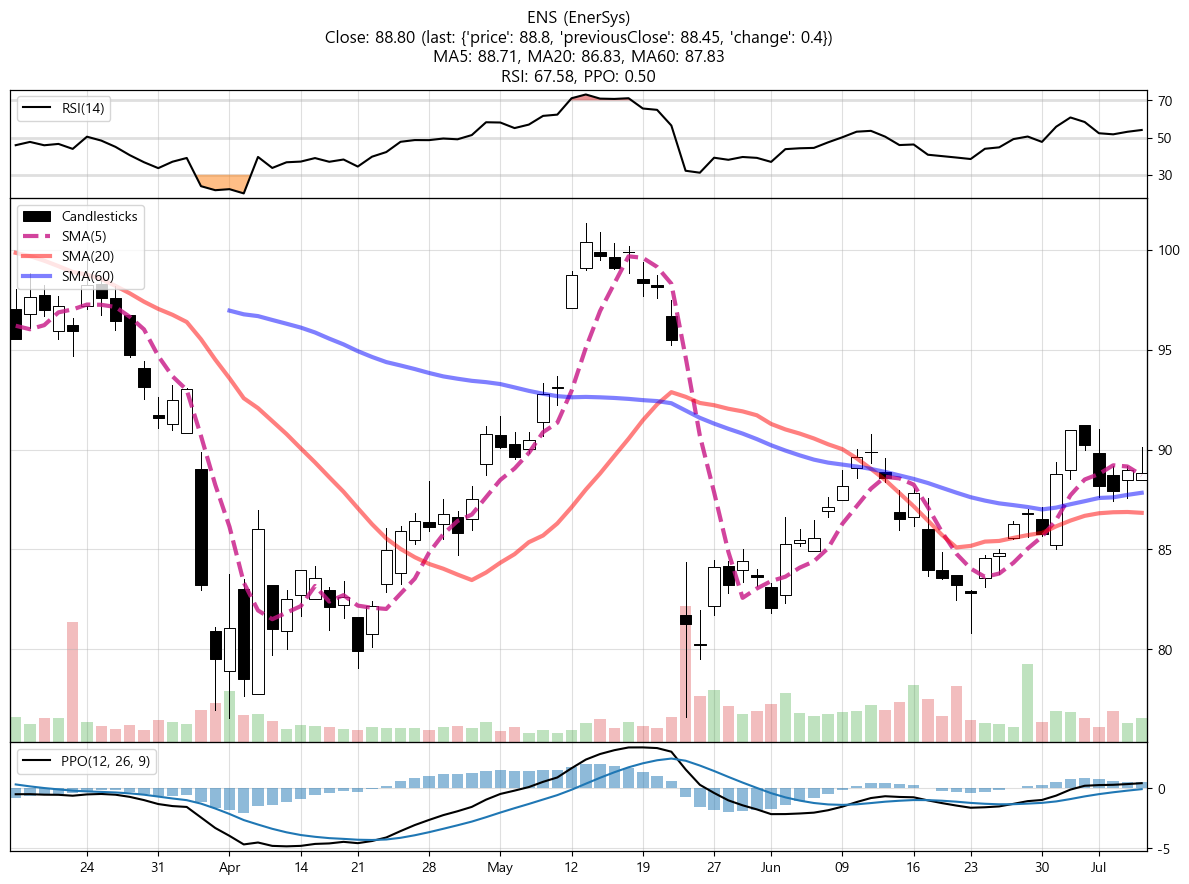 ENS (EnerSys)
Close: 88.80 (last: {'price': 88.8, 'previousClose': 88.45, 'change': 0.4})
MA5: 88.71, MA20: 86.83, MA60: 87.83
RSI: 67.58, PPO: 0.50
RSI(14)
70
50
30
Candlesticks
SMA(5)
SMA(20)
SMA(60)
100
95
90
85
80
PPO(12, 26, 9)
0
-5
24 31 Apr 14 21 28 May 12 19 27 Jun 09 16 23 30 Jul